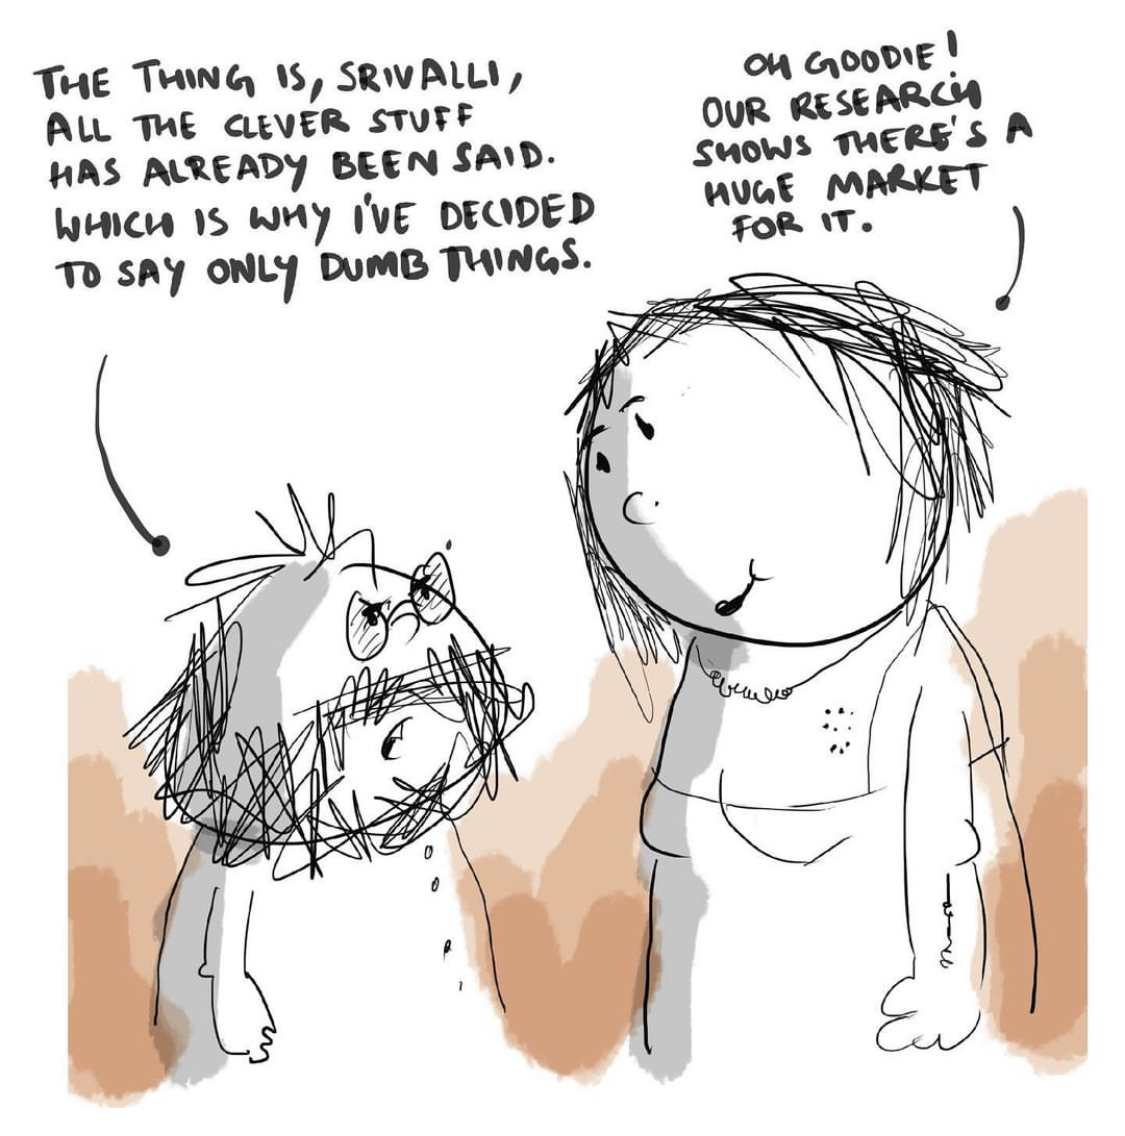 THE THING IS, SRIVALLI,
ALL THE CLEVER STUFF
HAS ALREADY BEEN SAID.
WHICH IS WHY I'VE DECIDED
TO SAY ONLY DUMB THINGS.
OH GOODIE!
OUR RESEARCH
SHOWS THERE'S A
HUGE MARKET
FOR IT.